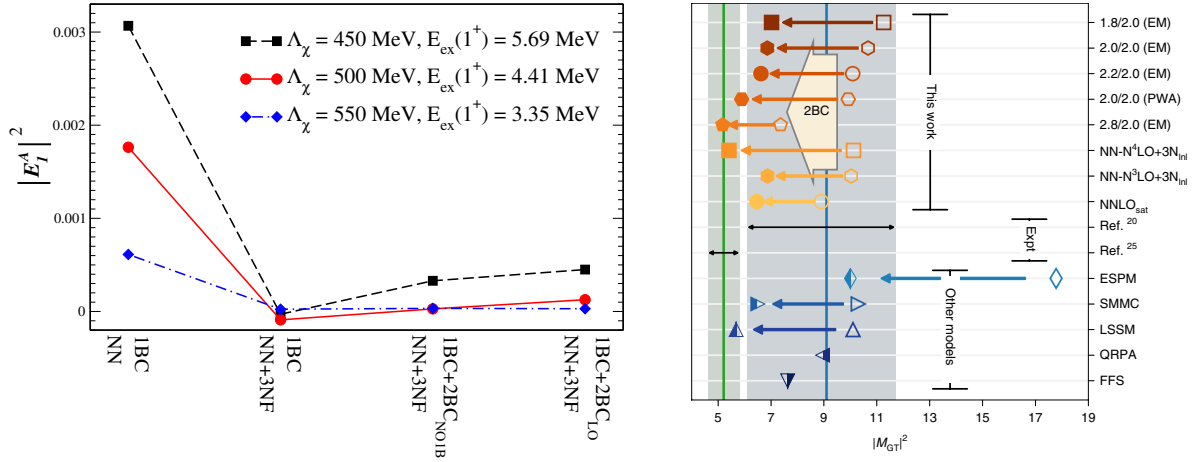 0.003
0.002
0.001
0
|E_I^A|^2
Λχ = 450 MeV, E_ex(1^+) = 5.69 MeV
Λχ = 500 MeV, E_ex(1^+) = 4.41 MeV
Λχ = 550 MeV, E_ex(1^+) = 3.35 MeV
1BC
NN
1BC
NN+3NF
1BC+2BC_NO1B
NN+3NF
1BC+2BC_LO
NN+3NF
2BC
This work
Expt
Other models
1.8/2.0 (EM)
2.0/2.0 (EM)
2.2/2.0 (EM)
2.0/2.0 (PWA)
2.8/2.0 (EM)
NN-N^4LO+3N_lnl
NN-N^3LO+3N_lnl
NNLO_sat
Ref. 20
Ref. 25
ESPM
SMMC
LSSM
QRPA
FFS
5 7 9 11 13 15 17 19
|M_GT|^2